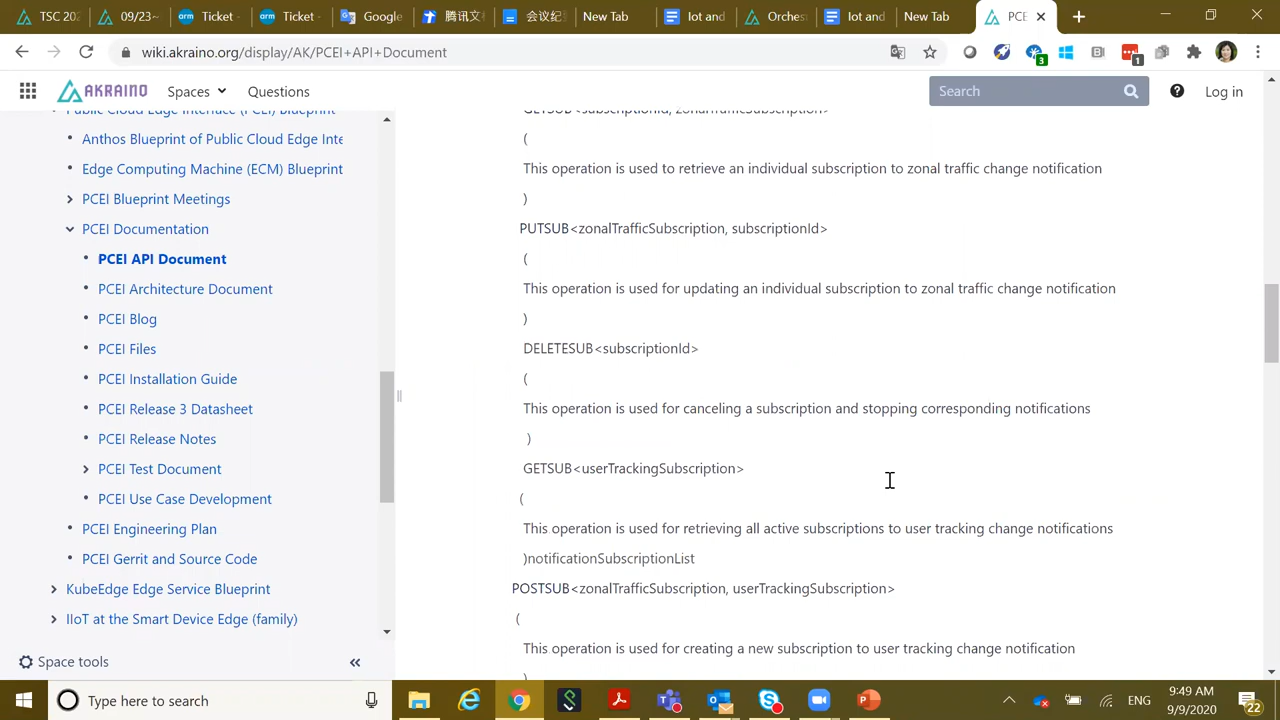 TSC 202
09/23~
Ticket -
Ticket -
Google
腾讯文
会议纪
New Tab
Iot and
Orches
Iot and
New Tab
PCE
wiki.akraino.org/display/AK/PCEI+API+Document
AKRAINO
Spaces
Questions
Search
Log in
Public Cloud Edge Interface (PCEI) Blueprint
Anthos Blueprint of Public Cloud Edge Inte
Edge Computing Machine (ECM) Blueprint
PCEI Blueprint Meetings
PCEI Documentation
PCEI API Document
PCEI Architecture Document
PCEI Blog
PCEI Files
PCEI Installation Guide
PCEI Release 3 Datasheet
PCEI Release Notes
PCEI Test Document
PCEI Use Case Development
PCEI Engineering Plan
PCEI Gerrit and Source Code
KubeEdge Edge Service Blueprint
IIoT at the Smart Device Edge (family)
Space tools
GETSUB<subscriptionId, zonalTrafficSubscription>
(
This operation is used to retrieve an individual subscription to zonal traffic change notification
)
PUTSUB<zonalTrafficSubscription, subscriptionId>
(
This operation is used for updating an individual subscription to zonal traffic change notification
)
DELETESUB<subscriptionId>
(
This operation is used for canceling a subscription and stopping corresponding notifications
)
GETSUB<userTrackingSubscription>
(
This operation is used for retrieving all active subscriptions to user tracking change notifications
)notificationSubscriptionList
POSTSUB<zonalTrafficSubscription, userTrackingSubscription>
(
This operation is used for creating a new subscription to user tracking change notification
)
Type here to search
ENG
9:49 AM
9/9/2020
22